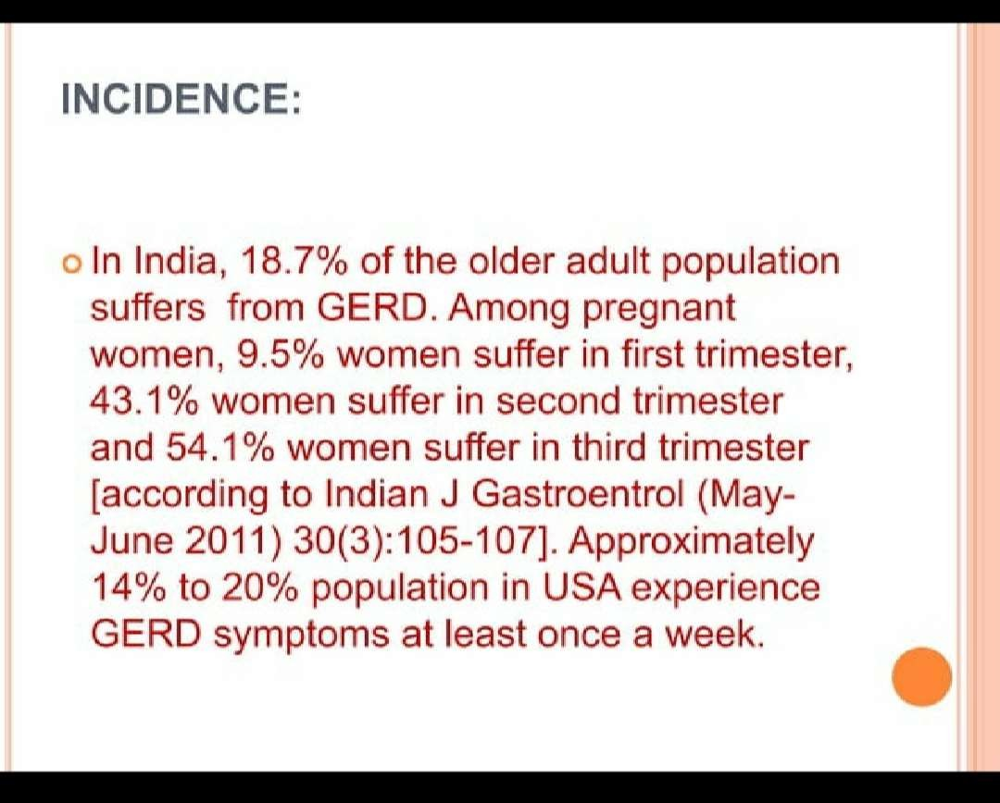 INCIDENCE:
In India, 18.7% of the older adult population
suffers from GERD. Among pregnant
women, 9.5% women suffer in first trimester,
43.1% women suffer in second trimester
and 54.1% women suffer in third trimester
[according to Indian J Gastroentrol (May-
June 2011) 30(3):105-107]. Approximately
14% to 20% population in USA experience
GERD symptoms at least once a week.